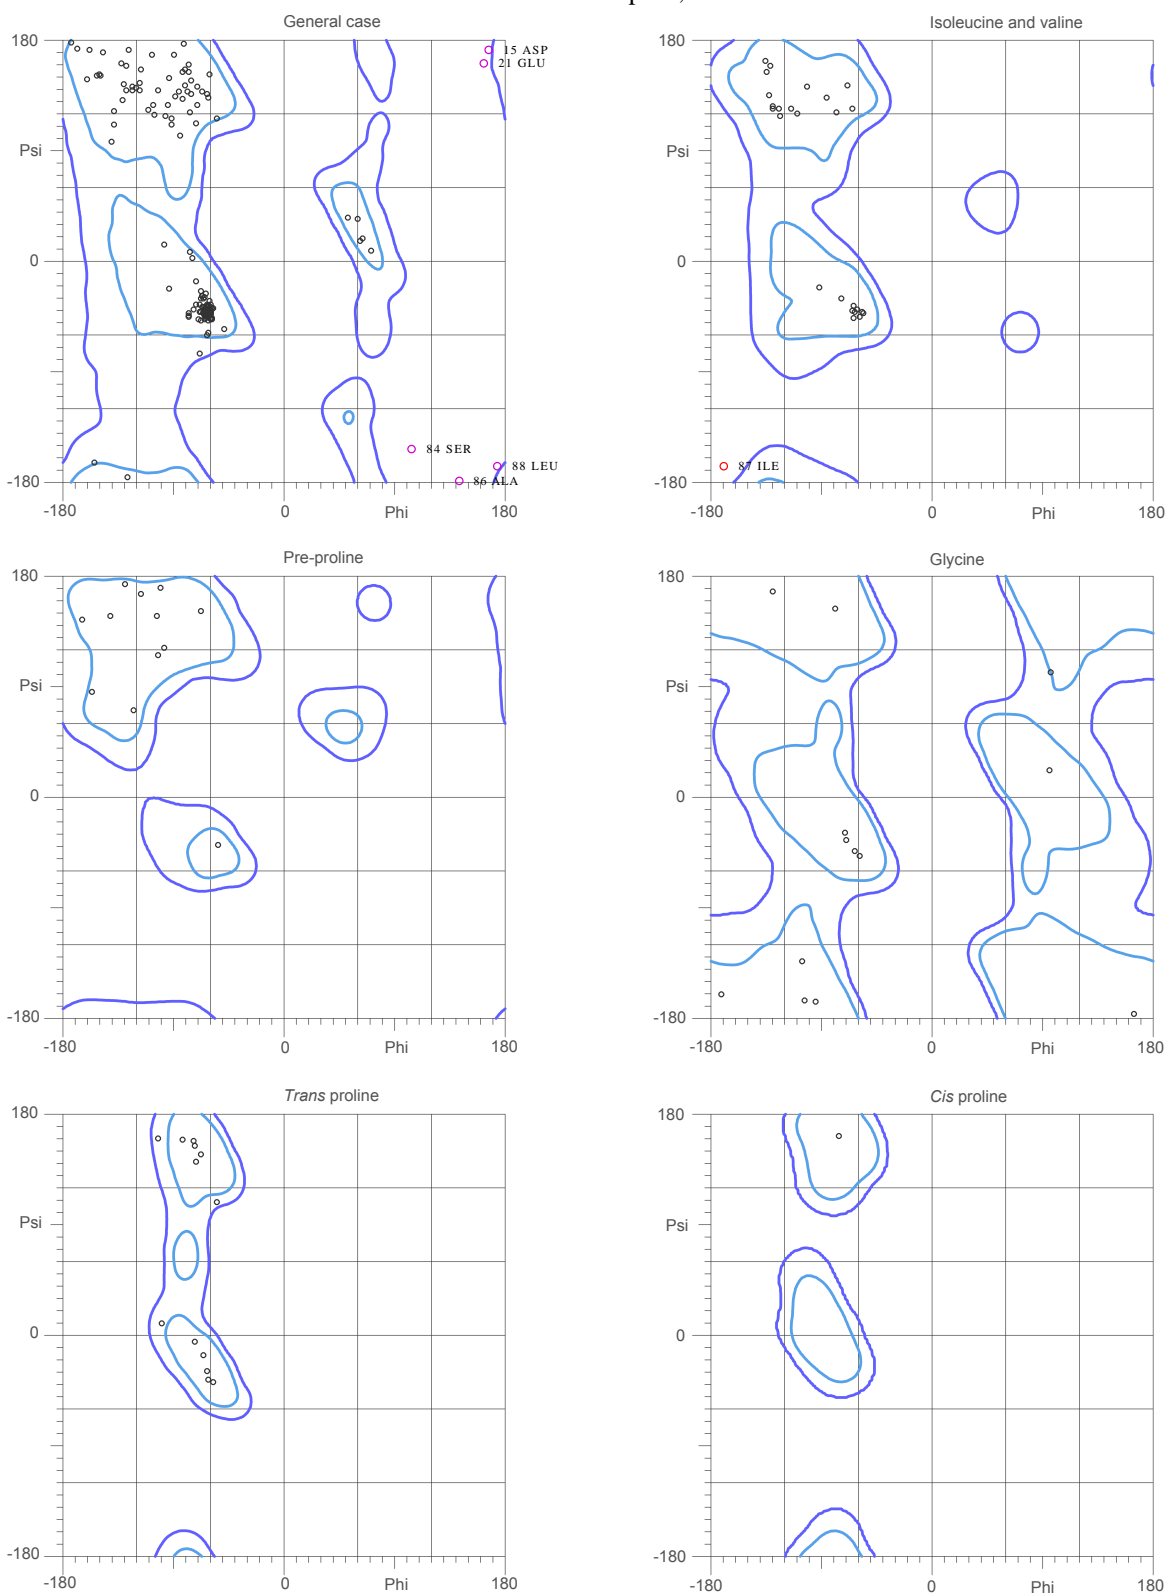 General case
180
Psi
0
-180
-180
0
Phi
180
15 ASP
21 GLU
84 SER
88 LEU
86 ALA
Isoleucine and valine
180
Psi
0
-180
-180
0
Phi
180
87 ILE
Pre-proline
180
Psi
0
-180
-180
0
Phi
180
Glycine
180
Psi
0
-180
-180
0
Phi
180
Trans proline
180
Psi
0
-180
-180
0
Phi
180
Cis proline
180
Psi
0
-180
-180
0
Phi
180